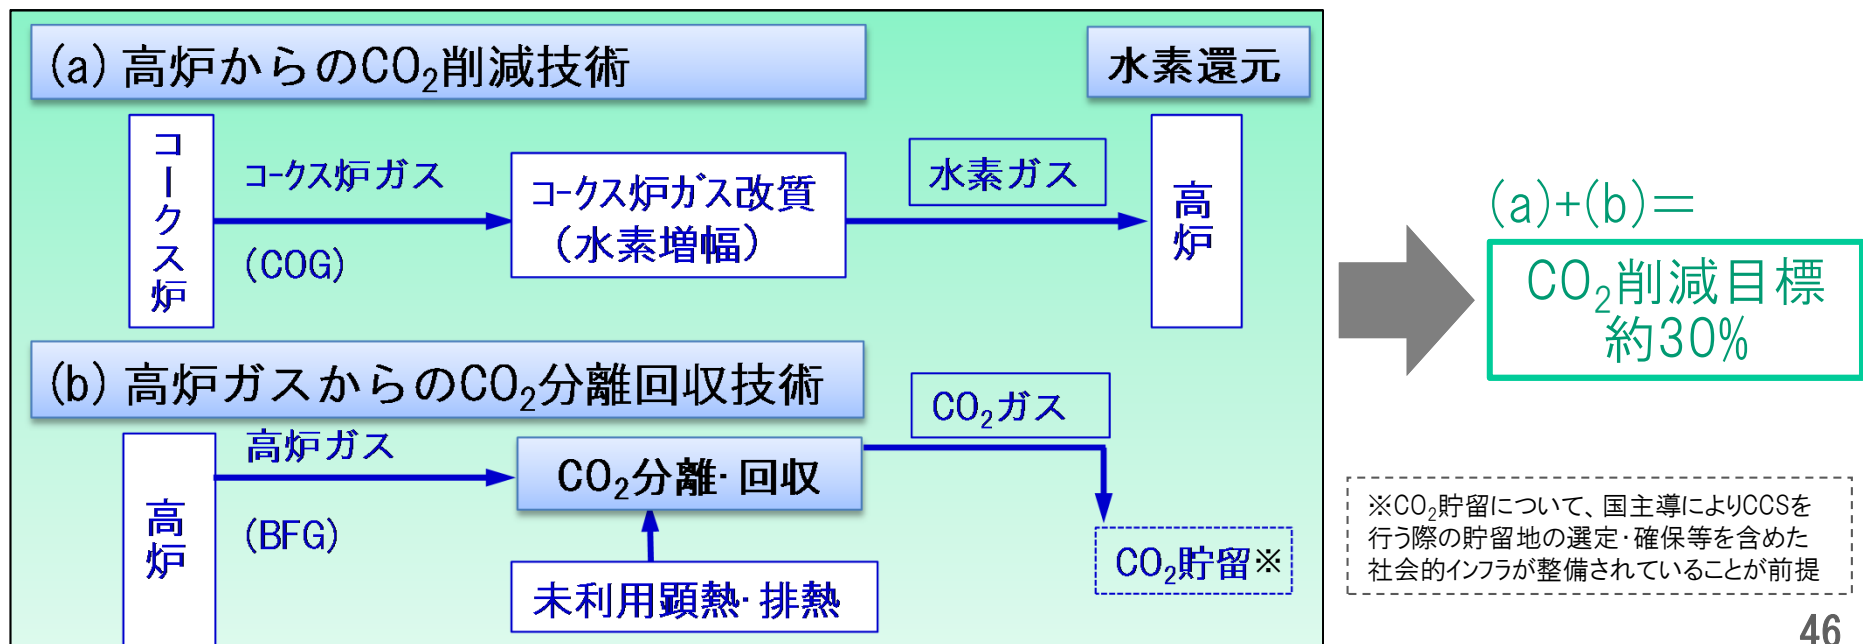 (a) 高炉からのCO₂削減技術
水素還元
コークス炉
コークス炉ガス
(COG)
コークス炉ガス改質
(水素増幅)
水素ガス
高炉
(b) 高炉ガスからのCO₂分離回収技術
高炉
高炉ガス
(BFG)
CO₂分離・回収
未利用顕熱・排熱
CO₂ガス
CO₂貯留※
(a)+(b)=
CO₂削減目標
約30%
※CO₂貯留について、国主導によりCCSを
行う際の貯留地の選定・確保等を含めた
社会的インフラが整備されていることが前提
46